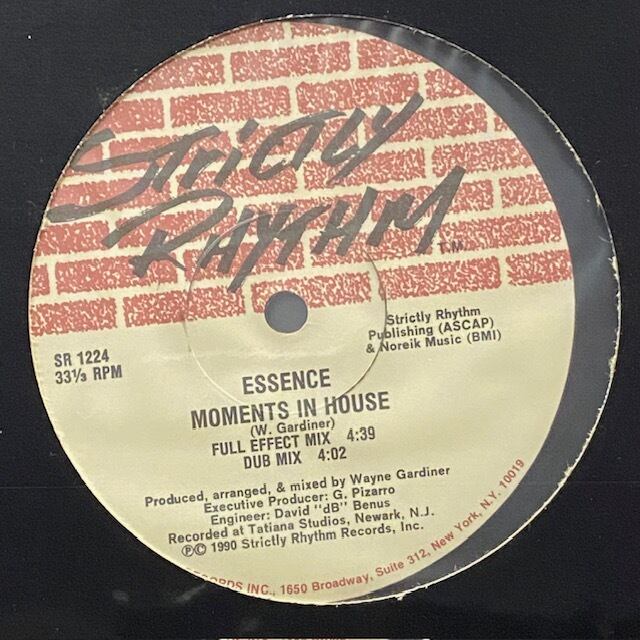 STRICTLY
RHYTHM
T.M.
Strictly Rhythm
Publishing (ASCAP)
& Noreik Music (BMI)
SR 1224
33⅓ RPM
ESSENCE
MOMENTS IN HOUSE
(W. Gardiner)
FULL EFFECT MIX 4:39
DUB MIX 4:02
Produced, arranged, & mixed by Wayne Gardiner
Executive Producer: G. Pizarro
Engineer: David "dB" Benus
Recorded at Tatiana Studios, Newark, N.J.
℗© 1990 Strictly Rhythm Records, Inc.
RECORDS INC., 1650 Broadway, Suite 312, New York, N.Y. 10019